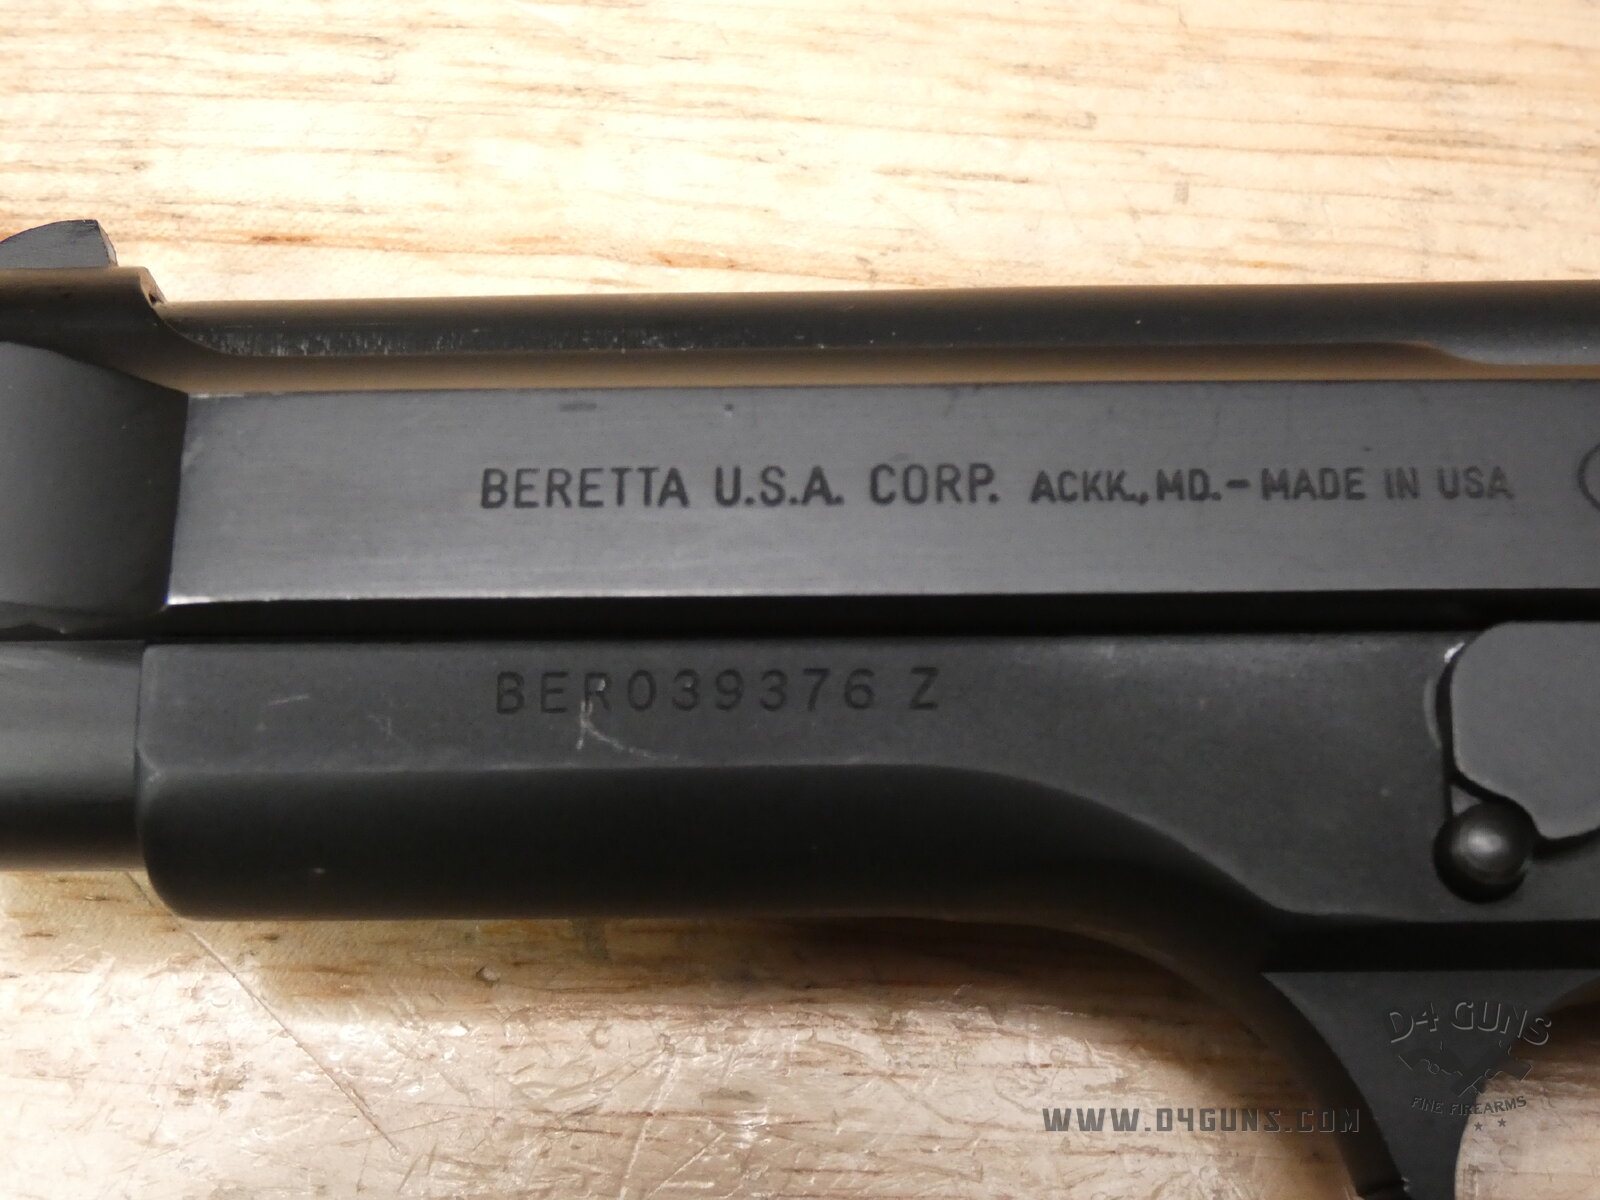 BERETTA U.S.A. CORP. ACKK., MD. - MADE IN USA
BER039376 Z
D4 GUNS
FINE FIREARMS
WWW.D4GUNS.COM